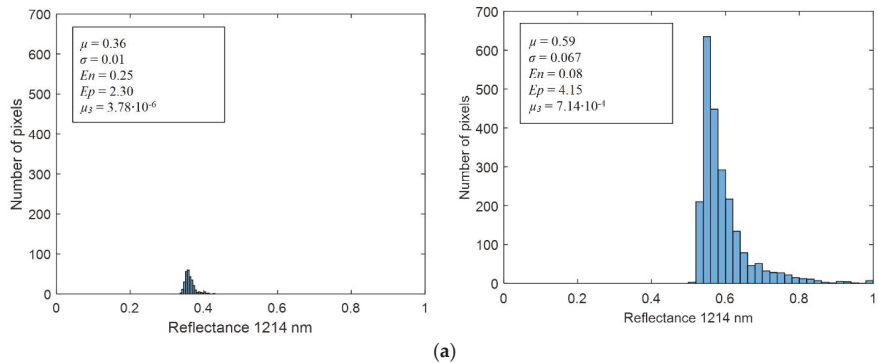 700
600
500
400
300
200
100
0
Number of pixels
μ = 0.36
σ = 0.01
En = 0.25
Ep = 2.30
μ₃ = 3.78·10⁻⁶
0 0.2 0.4 0.6 0.8 1
Reflectance 1214 nm
700
600
500
400
300
200
100
0
Number of pixels
μ = 0.59
σ = 0.067
En = 0.08
Ep = 4.15
μ₃ = 7.14·10⁻⁴
0 0.2 0.4 0.6 0.8 1
Reflectance 1214 nm
(a)